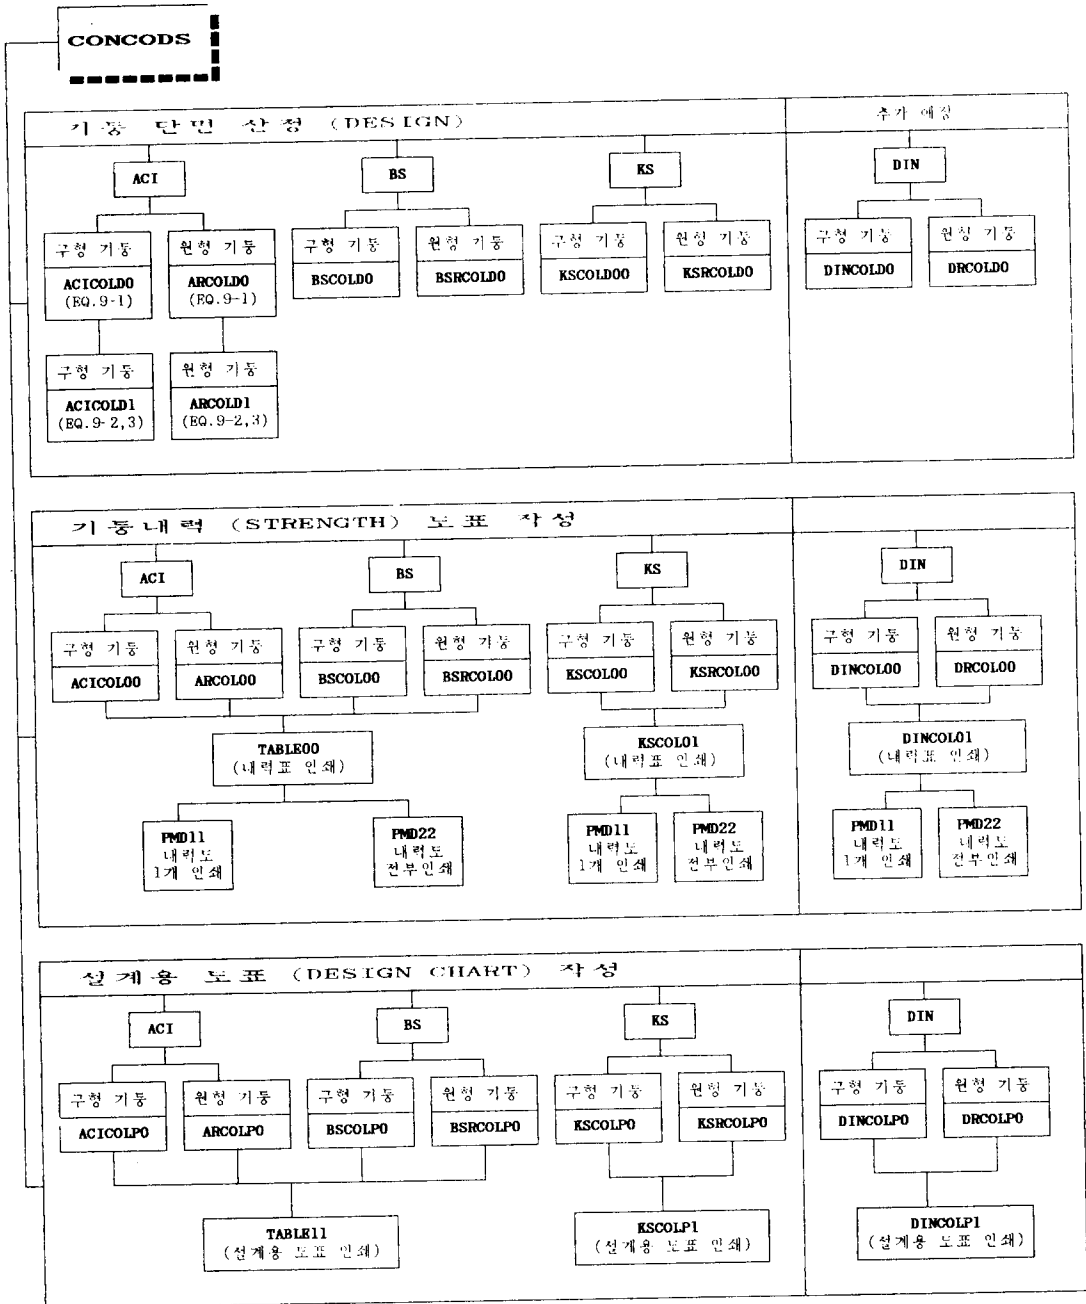 CONCODS
기둥 단면 산정 (DESIGN)
추가 예정
ACI
BS
KS
DIN
구형 기둥
원형 기둥
구형 기둥
원형 기둥
구형 기둥
원형 기둥
구형 기둥
원형 기둥
ACICOLD0
(EQ.9-1)
ARCOLD0
(EQ.9-1)
BSCOLD0
BSRCOLD0
KSCOLD00
KSRCOLD0
DINCOLD0
DRCOLD0
구형 기둥
원형 기둥
ACICOLD1
(EQ.9-2,3)
ARCOLD1
(EQ.9-2,3)
기둥내력 (STRENGTH) 도표 작성
ACI
BS
KS
DIN
구형 기둥
원형 기둥
구형 기둥
원형 기둥
구형 기둥
원형 기둥
구형 기둥
원형 기둥
ACICOL00
ARCOL00
BSCOL00
BSRCOL00
KSCOL00
KSRCOL00
DINCOL00
DRCOL00
TABLE00
(내력표 인쇄)
KSCOL01
(내력표 인쇄)
DINCOL01
(내력표 인쇄)
PMD11
내력도
1개 인쇄
PMD22
내력도
전부인쇄
PMD11
내력도
1개 인쇄
PMD22
내력도
전부인쇄
PMD11
내력도
1개 인쇄
PMD22
내력도
전부인쇄
설계용 도표 (DESIGN CHART) 작성
ACI
BS
KS
DIN
구형 기둥
원형 기둥
구형 기둥
원형 기둥
구형 기둥
원형 기둥
구형 기둥
원형 기둥
ACICOLP0
ARCOLP0
BSCOLP0
BSRCOLP0
KSCOLP0
KSRCOLP0
DINCOLP0
DRCOLP0
TABLE11
(설계용 도표 인쇄)
KSCOLP1
(설계용 도표 인쇄)
DINCOLP1
(설계용 도표 인쇄)